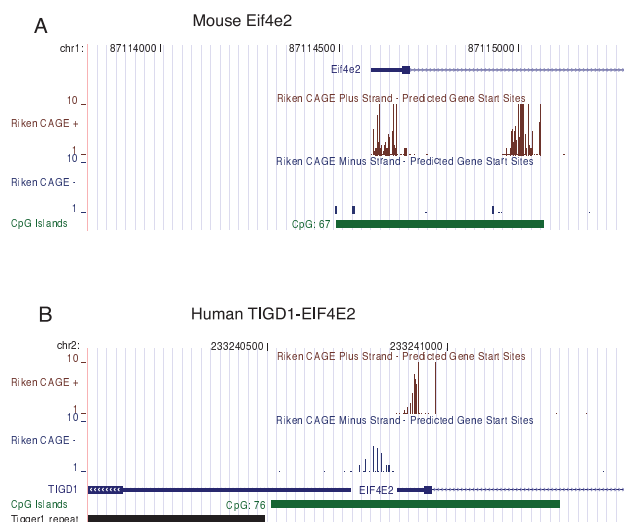 A
Mouse Eif4e2
chr1: 87114000 87114500 87115000
Eif4e2
10 Riken CAGE Plus Strand - Predicted Gene Start Sites
Riken CAGE +
1
10 Riken CAGE Minus Strand - Predicted Gene Start Sites
Riken CAGE -
1
CpG Islands CpG: 67
B
Human TIGD1-EIF4E2
chr2: 233240500 233241000
10 Riken CAGE Plus Strand - Predicted Gene Start Sites
Riken CAGE +
1
10 Riken CAGE Minus Strand - Predicted Gene Start Sites
Riken CAGE -
1
TIGD1 EIF4E2
CpG Islands CpG: 76
Tigger1 repeat